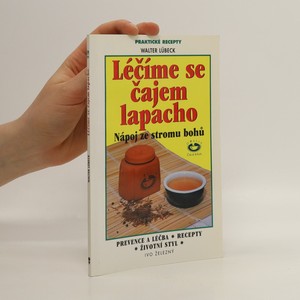 PRAKTICKÉ RECEPTY
WALTER LÜBECK
Léčíme se
čajem
lapacho
Nápoj ze stromu bohů
PREVENCE A LÉČBA • RECEPTY
• ŽIVOTNÍ STYL •
IVO ŽELEZNÝ